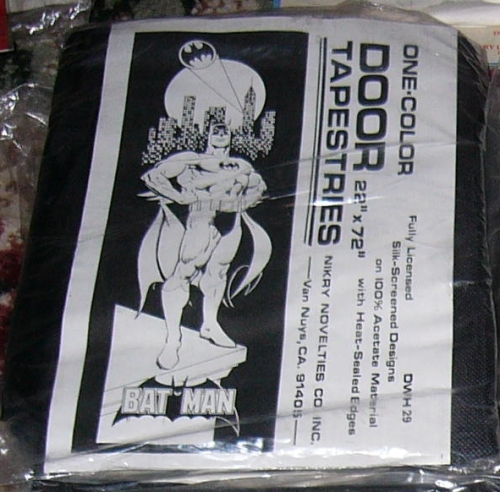 ONE-COLOR
DOOR
TAPESTRIES
22" x 72"
Fully Licensed
Silk-Screened Designs
on 100% Acetate Material
with Heat-Sealed Edges
DWH 29
NIKRY NOVELTIES CO INC.
Van Nuys, CA. 91405
BATMAN